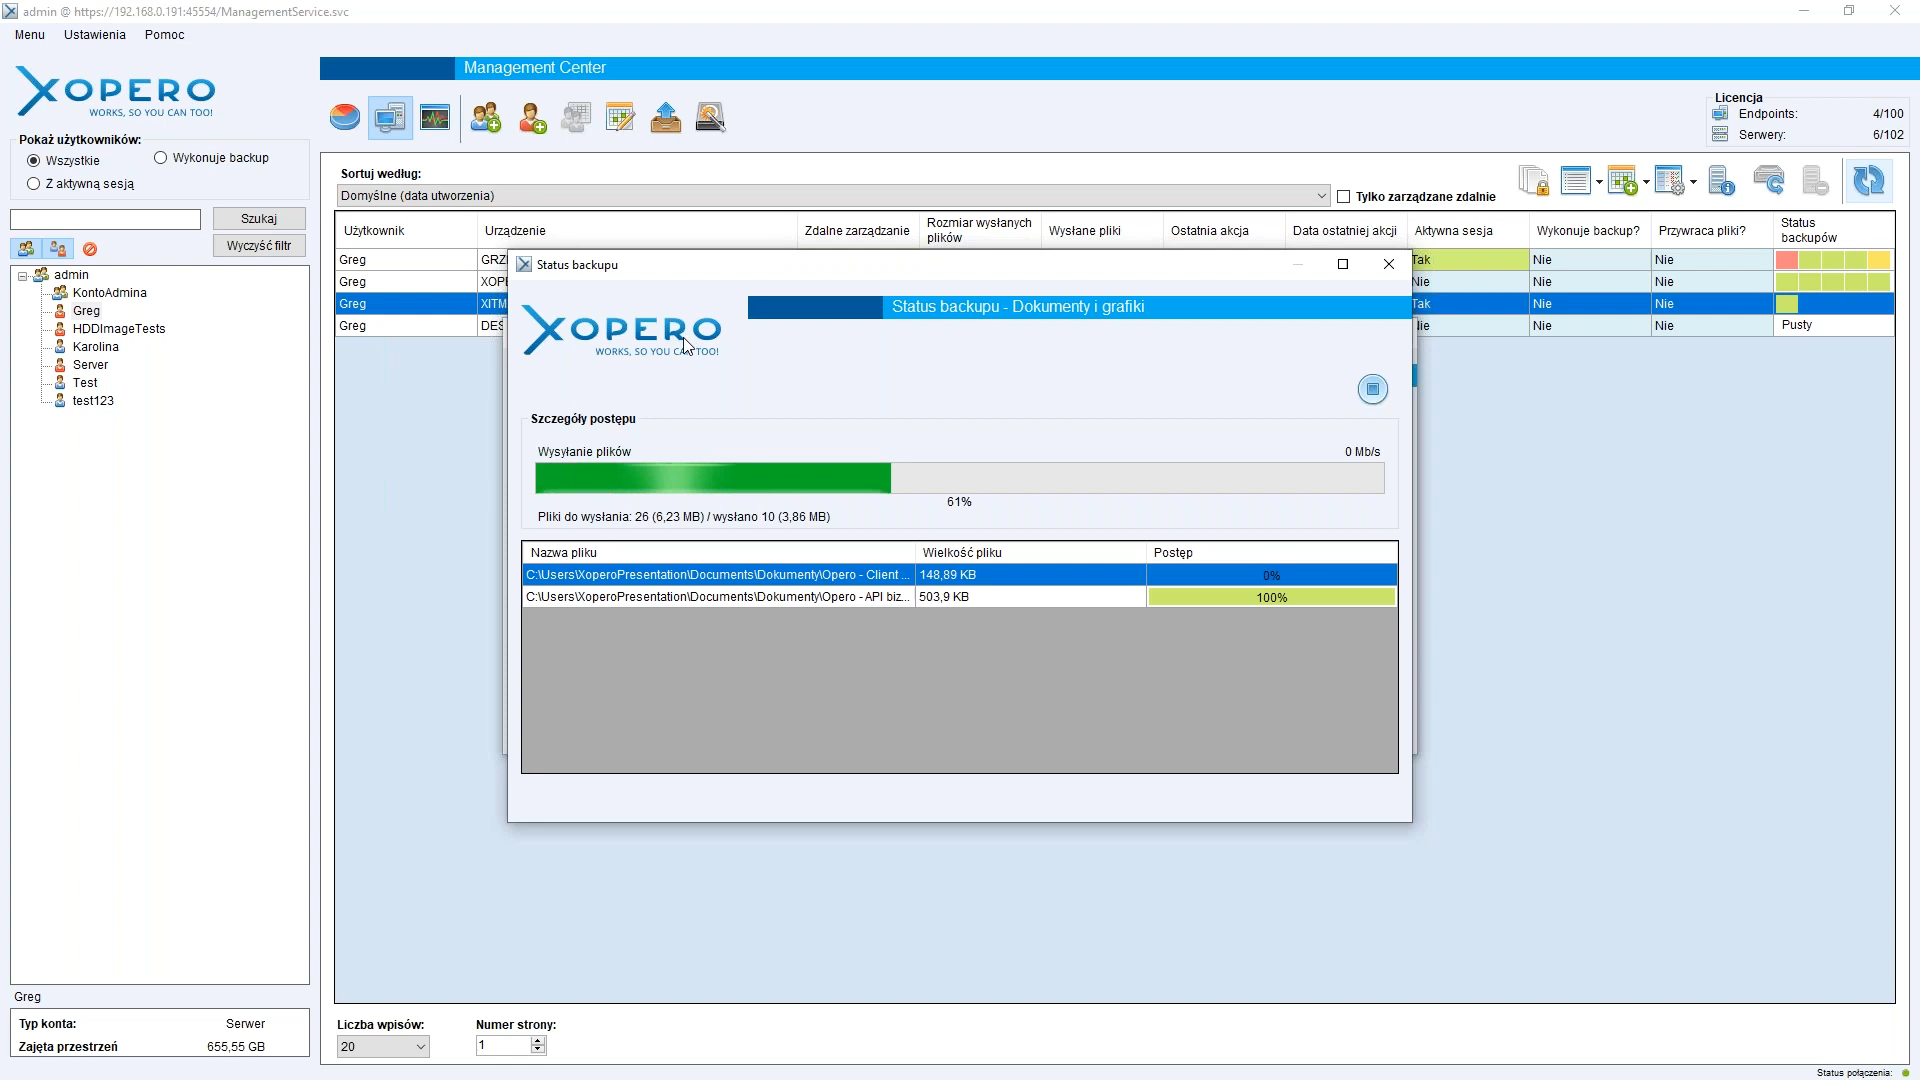 admin @ https://192.168.0.191:45554/ManagementService.svc
Menu Ustawienia Pomoc
XOPERO
WORKS, SO YOU CAN TOO!
Management Center
Licencja
Endpoints: 4/100
Serwery: 6/102
Pokaż użytkowników:
Wszystkie
Wykonuje backup
Z aktywną sesją
Szukaj
Wyczyść filtr
admin
KontoAdmina
Greg
HDDImageTests
Karolina
Server
Test
test123
Greg
Typ konta: Serwer
Zajęta przestrzeń 655,55 GB
Sortuj według:
Domyślne (data utworzenia)
Tylko zarządzane zdalnie
Użytkownik Urządzenie Zdalne zarządzanie Rozmiar wysłanych plików Wysłane pliki Ostatnia akcja Data ostatniej akcji Aktywna sesja Wykonuje backup? Przywraca pliki? Status backupów
Greg Tak Nie Nie
Greg XOPE Nie Nie Nie
Greg XITM Tak Nie Nie
Greg DES Nie Nie Nie Pusty
Status backupu
XOPERO
WORKS, SO YOU CAN TOO!
Status backupu - Dokumenty i grafiki
Szczegóły postępu
Wysyłanie plików 0 Mb/s
61%
Pliki do wysłania: 26 (6,23 MB) / wysłano 10 (3,86 MB)
Nazwa pliku Wielkość pliku Postęp
C:\Users\XoperoPresentation\Documents\Dokumenty\Opero - Client ... 148,89 KB 0%
C:\Users\XoperoPresentation\Documents\Dokumenty\Opero - API biz... 503,9 KB 100%
Liczba wpisów: Numer strony:
20 1
Status połączenia: